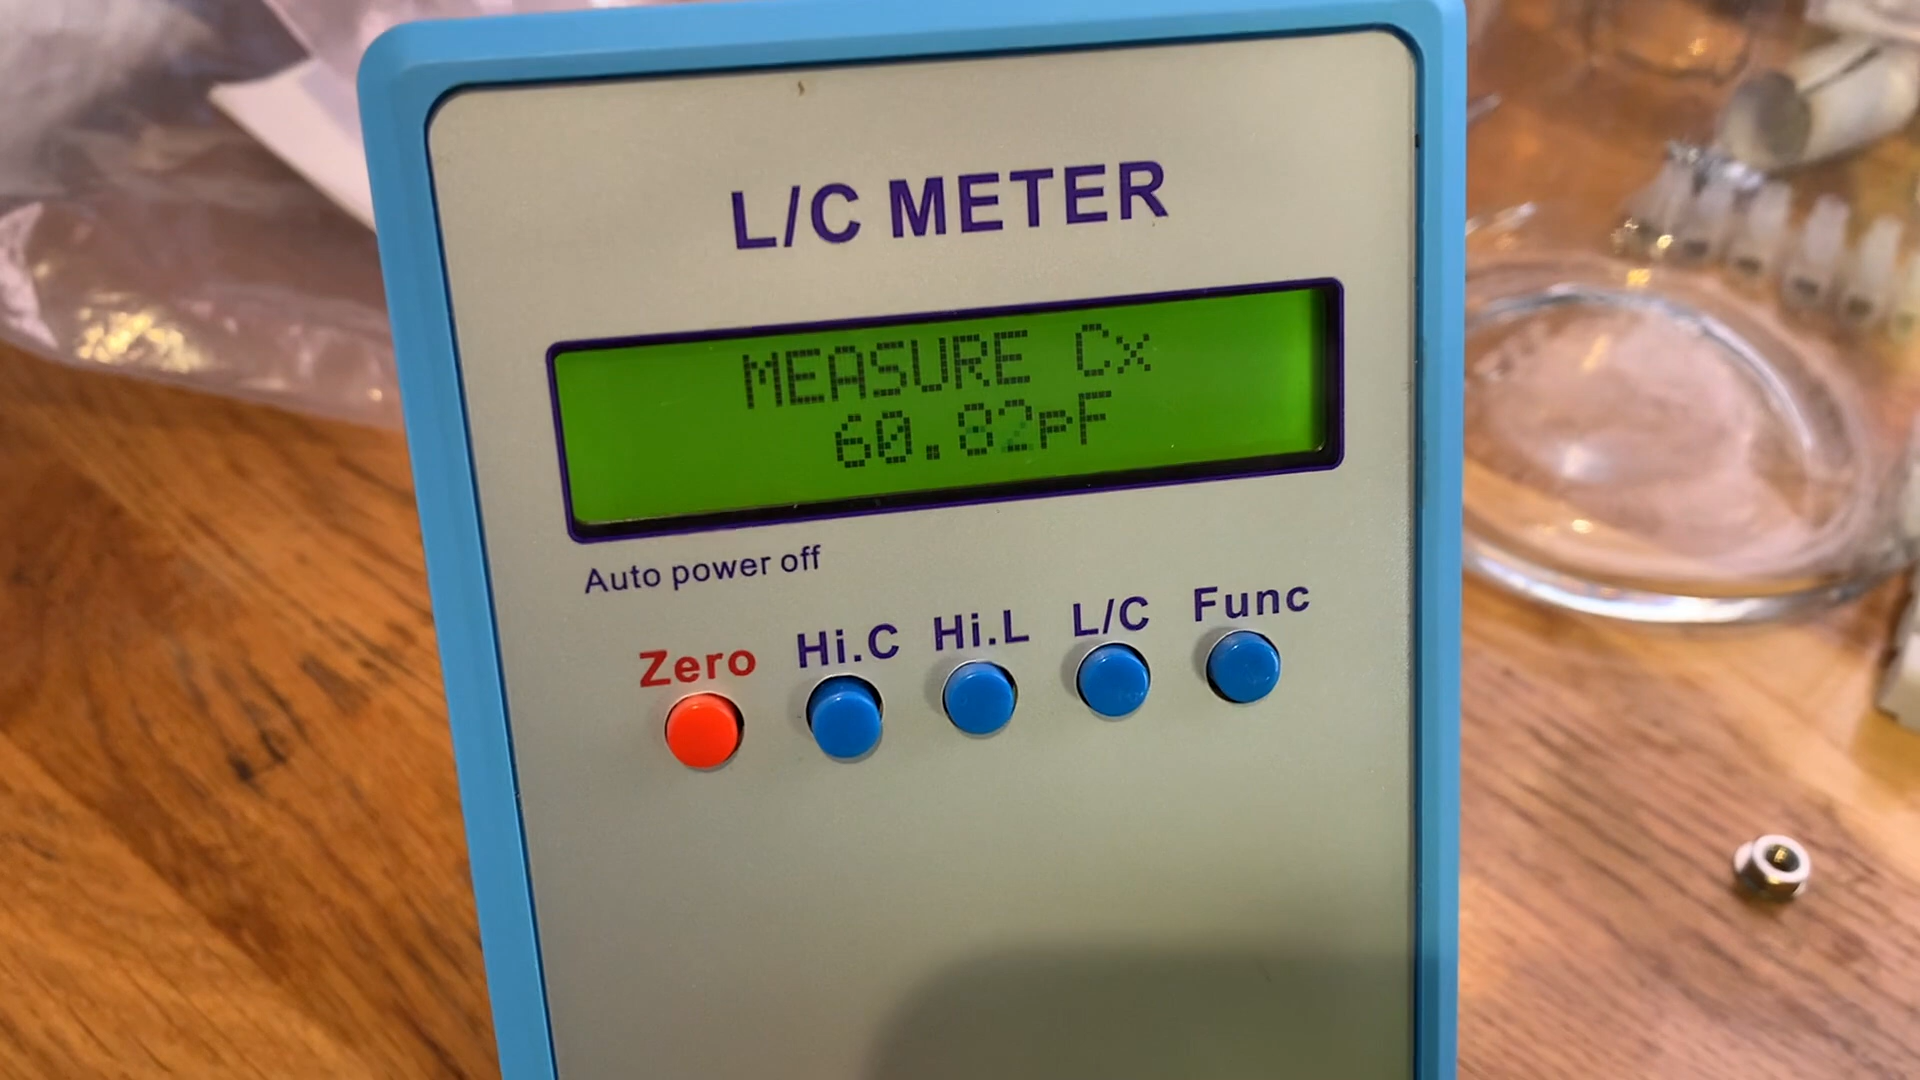 L/C METER
MEASURE Cx
60.82pF
Auto power off
Zero Hi.C Hi.L L/C Func